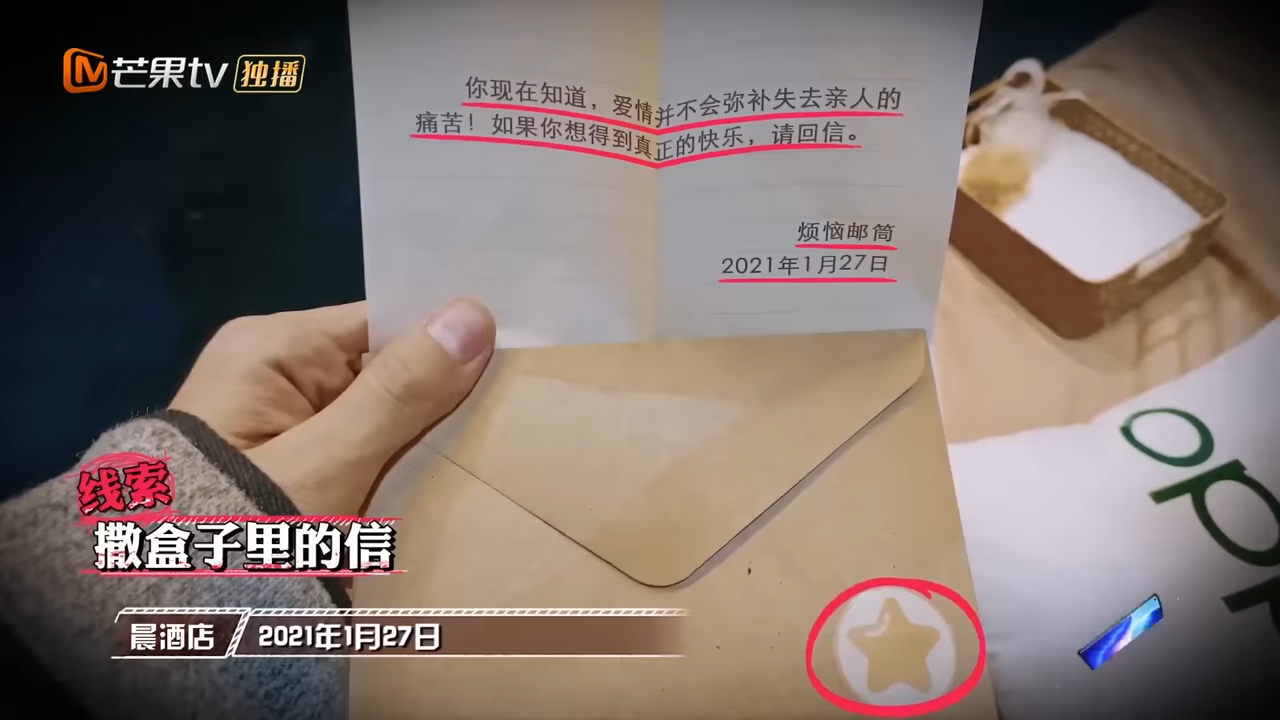 芒果tv 独播
你现在知道，爱情并不会弥补失去亲人的
痛苦！如果你想得到真正的快乐，请回信。
烦恼邮筒
2021年1月27日
线索
撒盒子里的信
晨酒店 2021年1月27日
opp